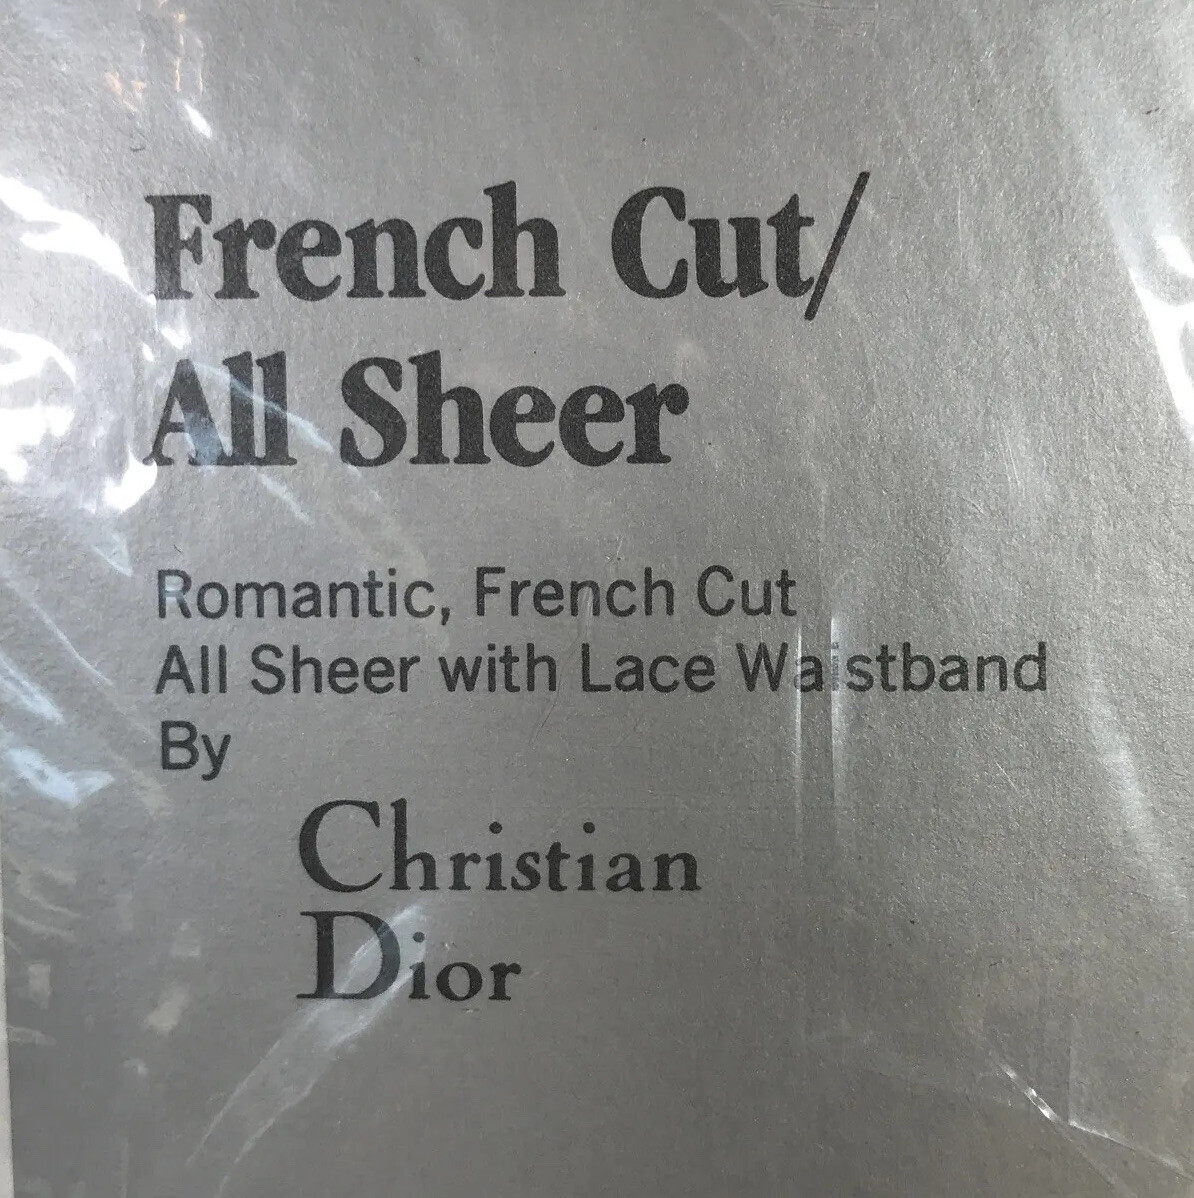 French Cut/
All Sheer
Romantic, French Cut
All Sheer with Lace Waistband
By
Christian
Dior